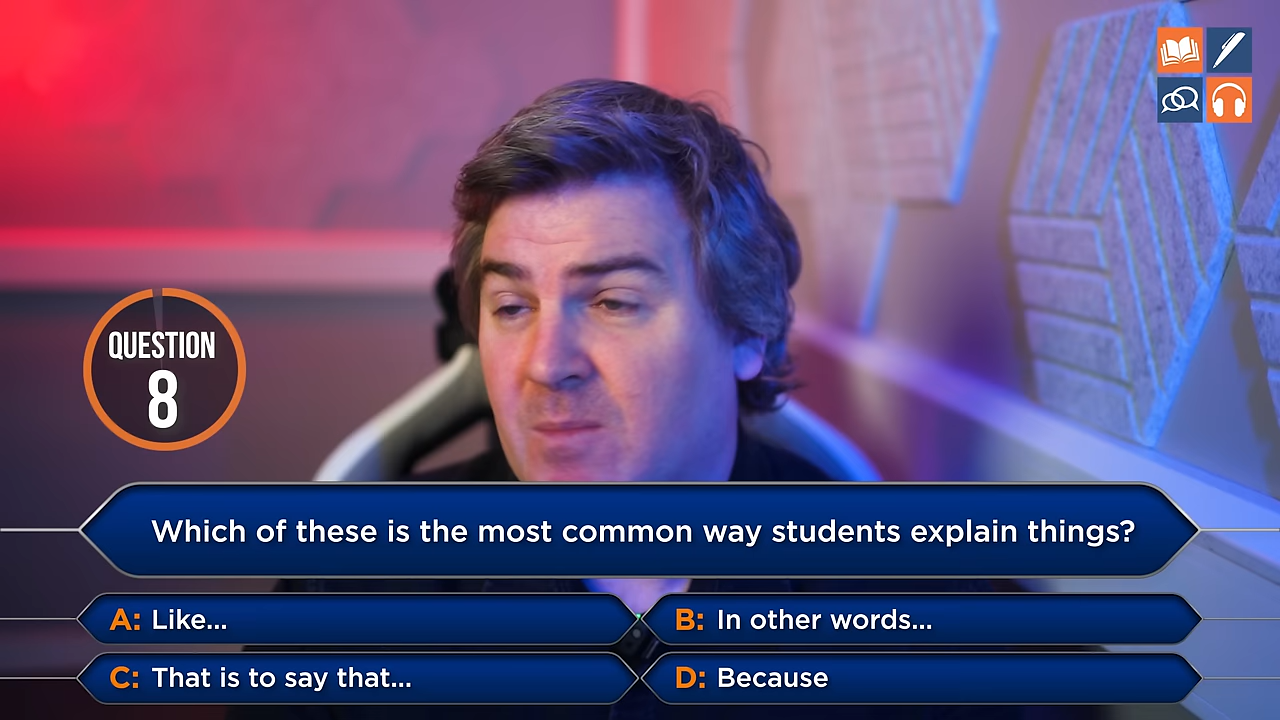 QUESTION
8
Which of these is the most common way students explain things?
A: Like...
B: In other words...
C: That is to say that...
D: Because